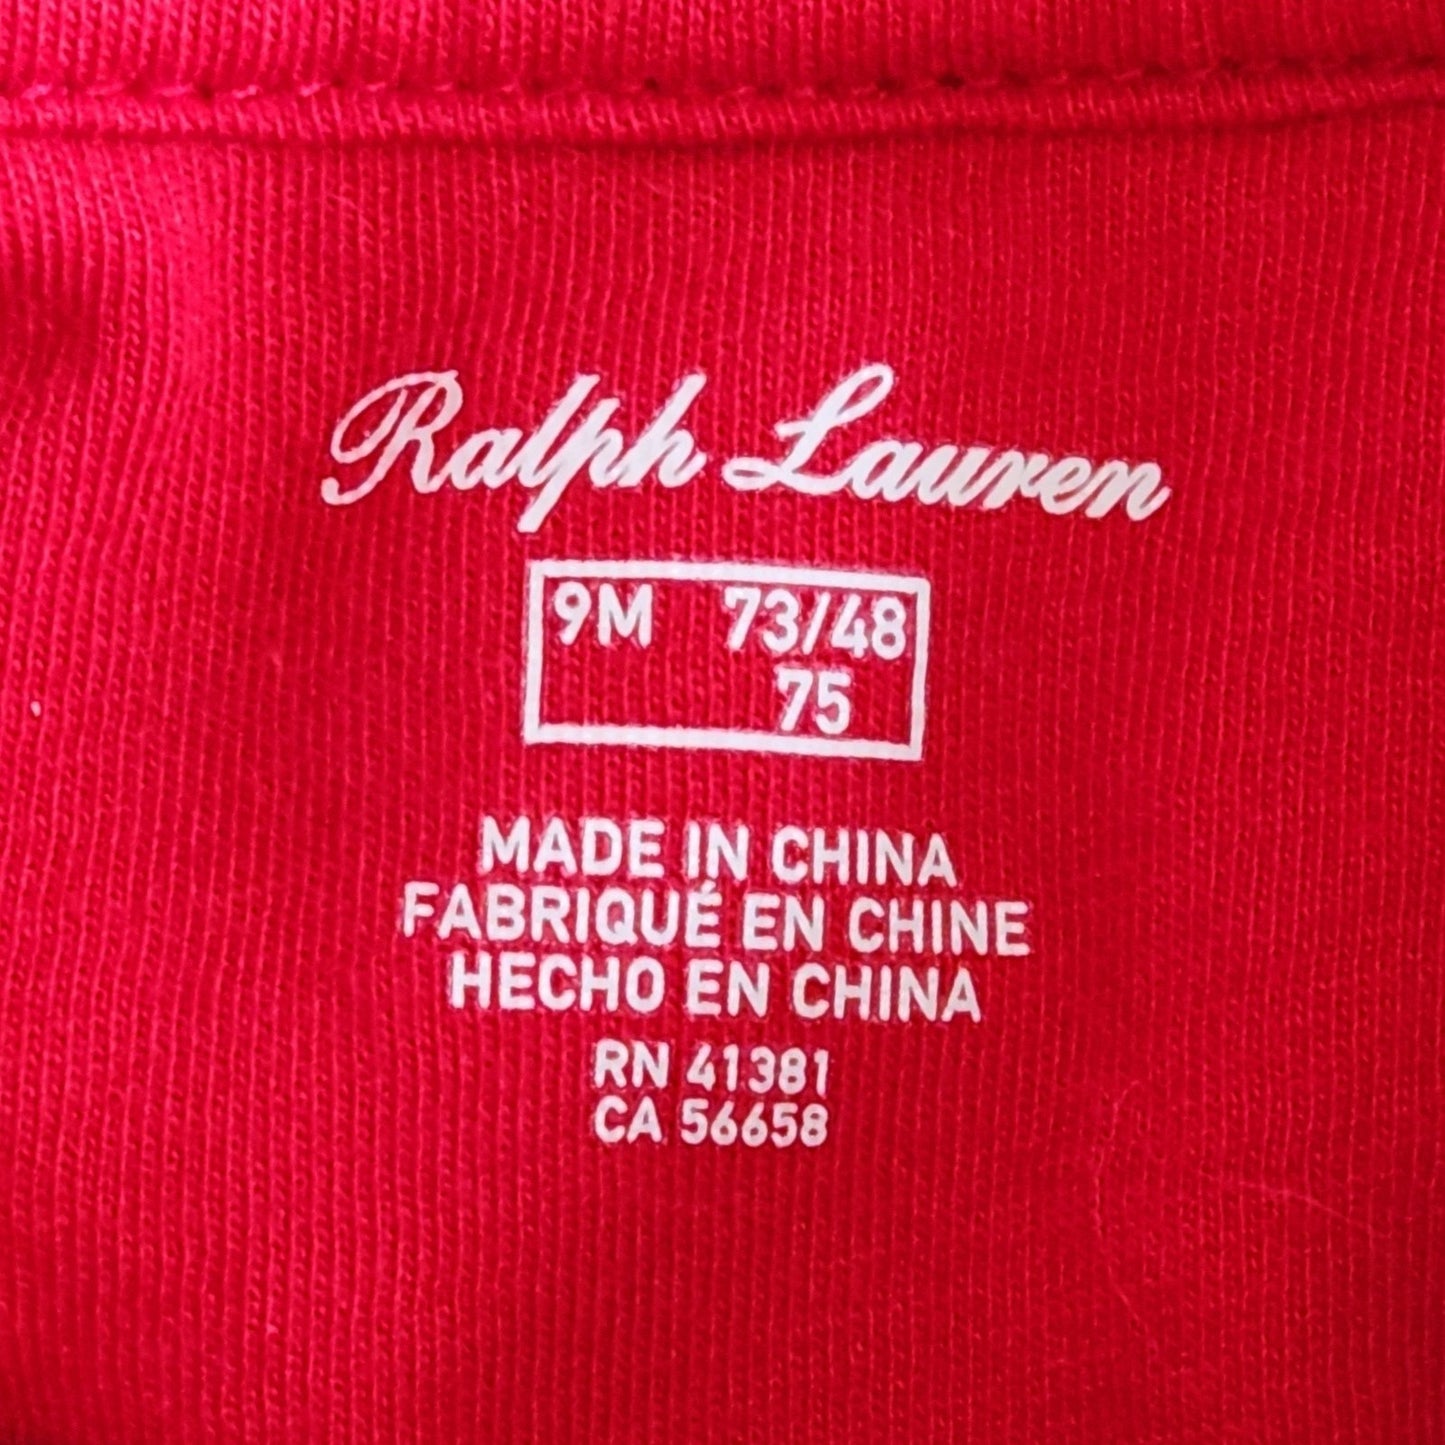 Ralph Lauren
9M 73/48
75
MADE IN CHINA
FABRIQUÉ EN CHINE
HECHO EN CHINA
RN 41381
CA 56658